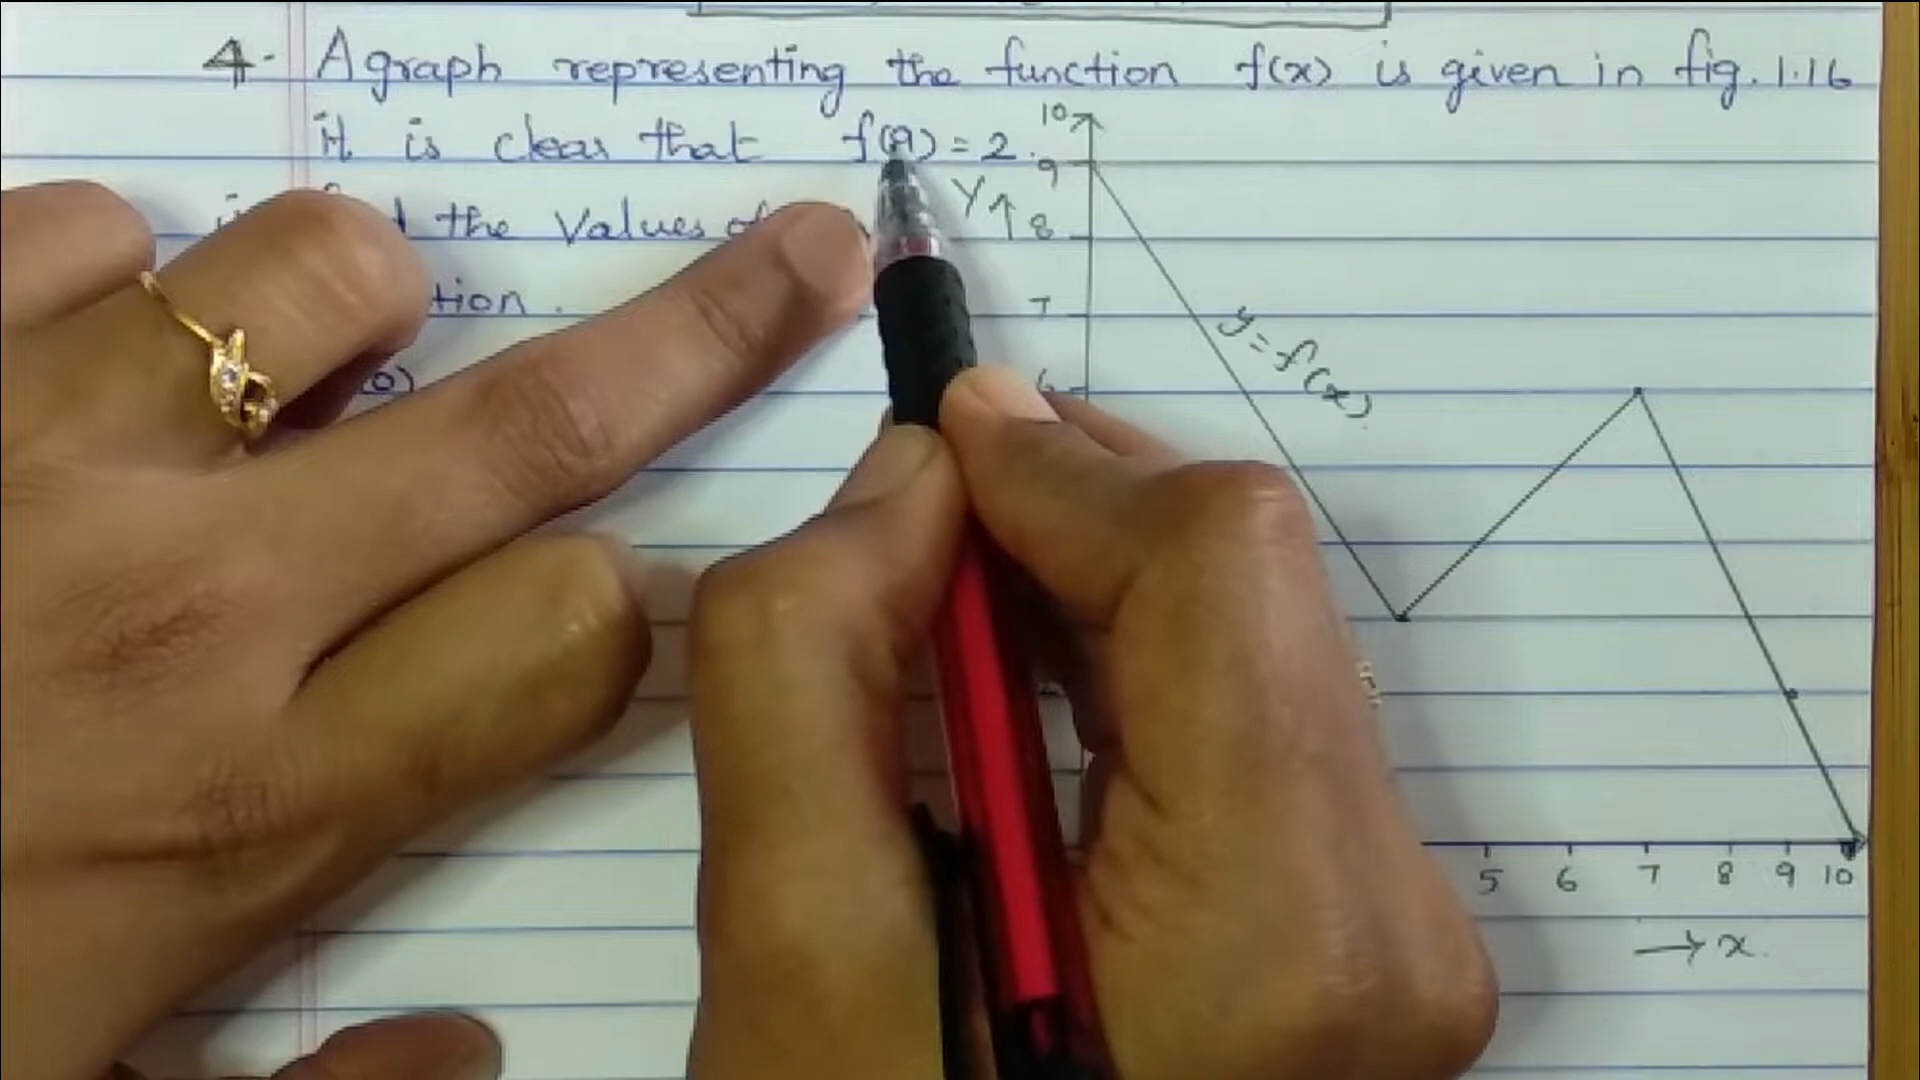 4. A graph representing the function f(x) is given in fig. 1.16
it is clear that f(9) = 2.
the Values
tion.
(0)
10
9
Y ↑ 8
7
6
y = f(x)
5 6 7 8 9 10
→ x.